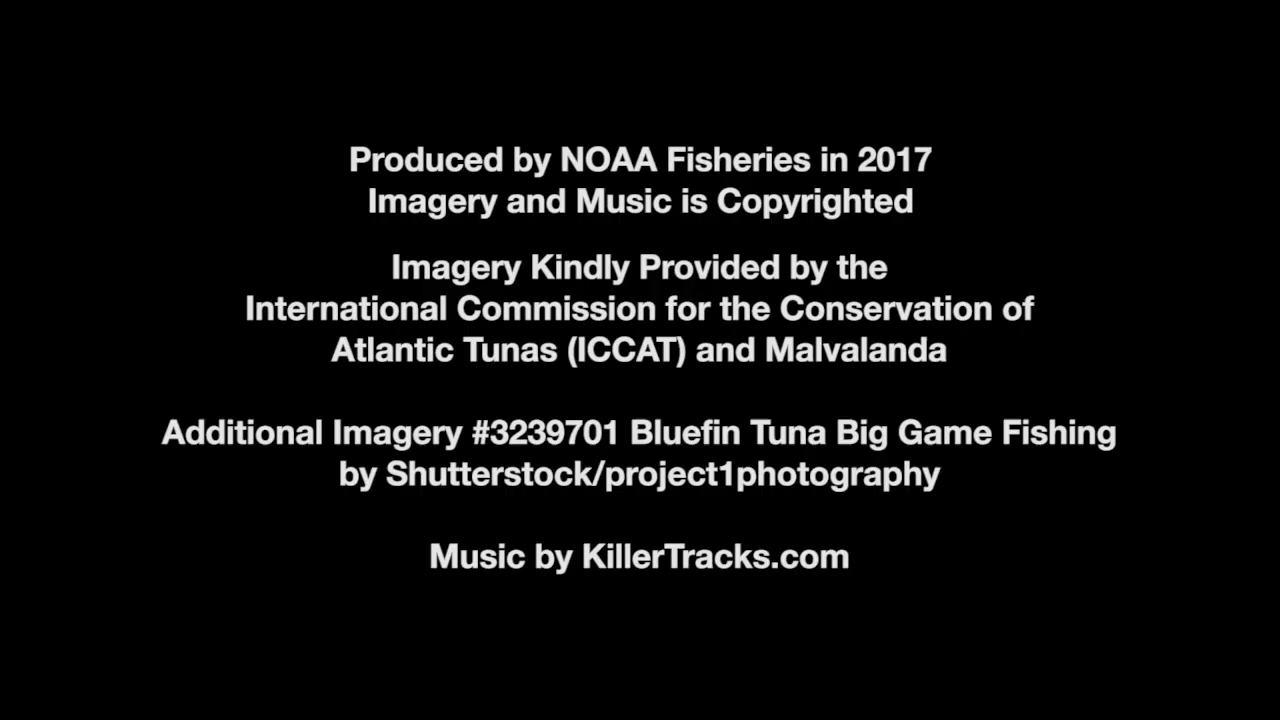 Produced by NOAA Fisheries in 2017
Imagery and Music is Copyrighted
Imagery Kindly Provided by the
International Commission for the Conservation of
Atlantic Tunas (ICCAT) and Malvalanda
Additional Imagery #3239701 Bluefin Tuna Big Game Fishing
by Shutterstock/project1photography
Music by KillerTracks.com